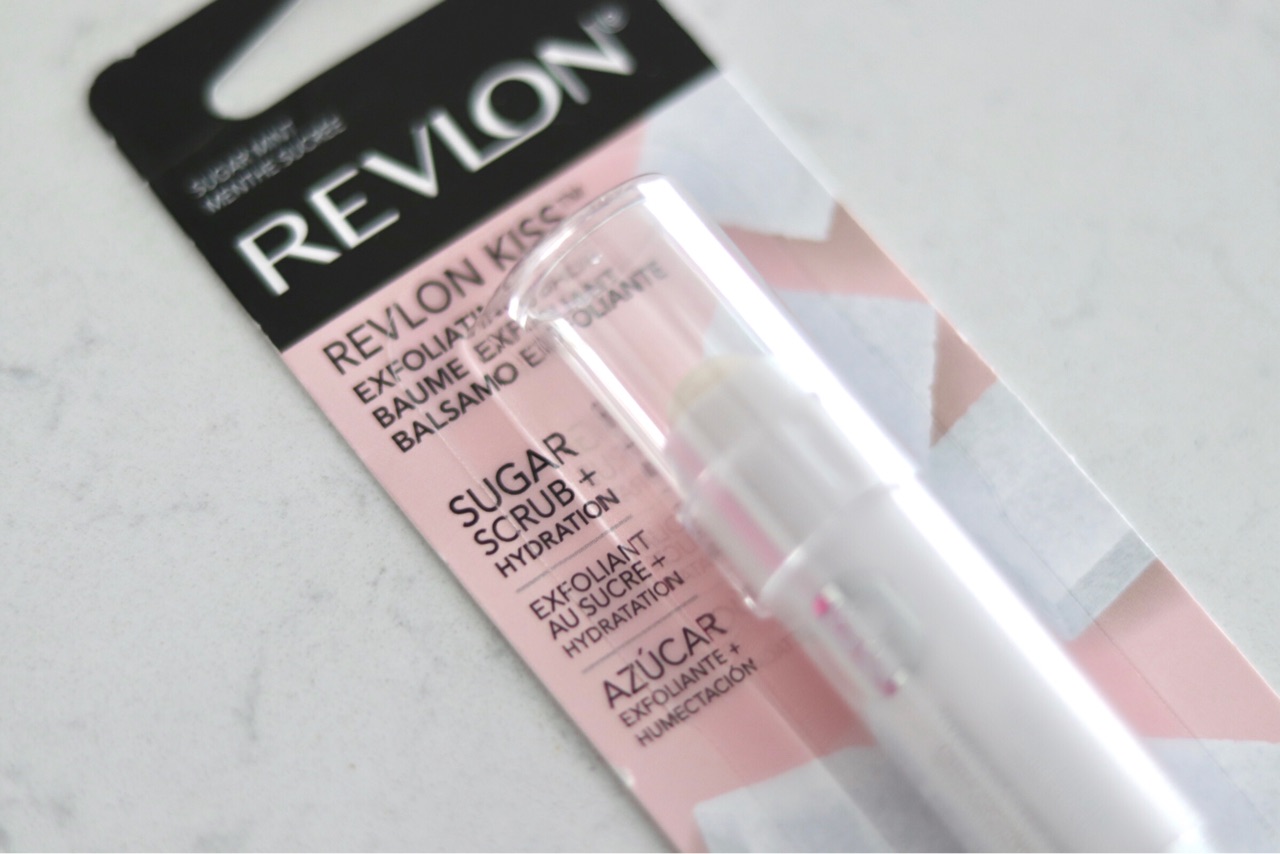 SUGAR MINT
MENTHE SUCRÉE
REVLON®
REVLON KISS™
EXFOLIATING
BAUME EXFOLIANT
BALSAMO EXFOLIANTE
SUGAR
SCRUB +
HYDRATION
EXFOLIANT
AU SUCRE +
HYDRATATION
AZÚCAR
EXFOLIANTE +
HUMECTACIÓN